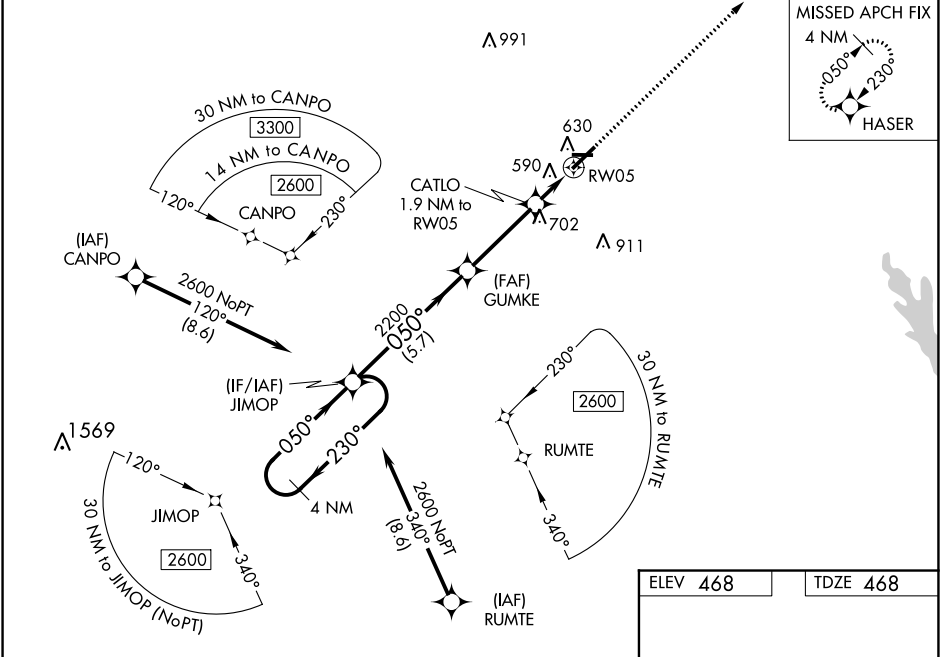 991
MISSED APCH FIX
4 NM
050°
230°
HASER
30 NM to CANPO
3300
14 NM to CANPO
2600
120°
CANPO
230°
630
590
RW05
CATLO
1.9 NM to
RW05
702
911
(IAF)
CANPO
2600 NoPT
120°
(8.6)
(FAF)
GUMKE
2200
050°
(5.7)
(IF/IAF)
JIMOP
050°
230°
4 NM
230°
2600
RUMTE
340°
30 NM to RUMTE
1569
120°
JIMOP
2600
340°
30 NM to JIMOP (NoPT)
2600 NoPT
340°
(8.6)
(IAF)
RUMTE
ELEV 468
TDZE 468